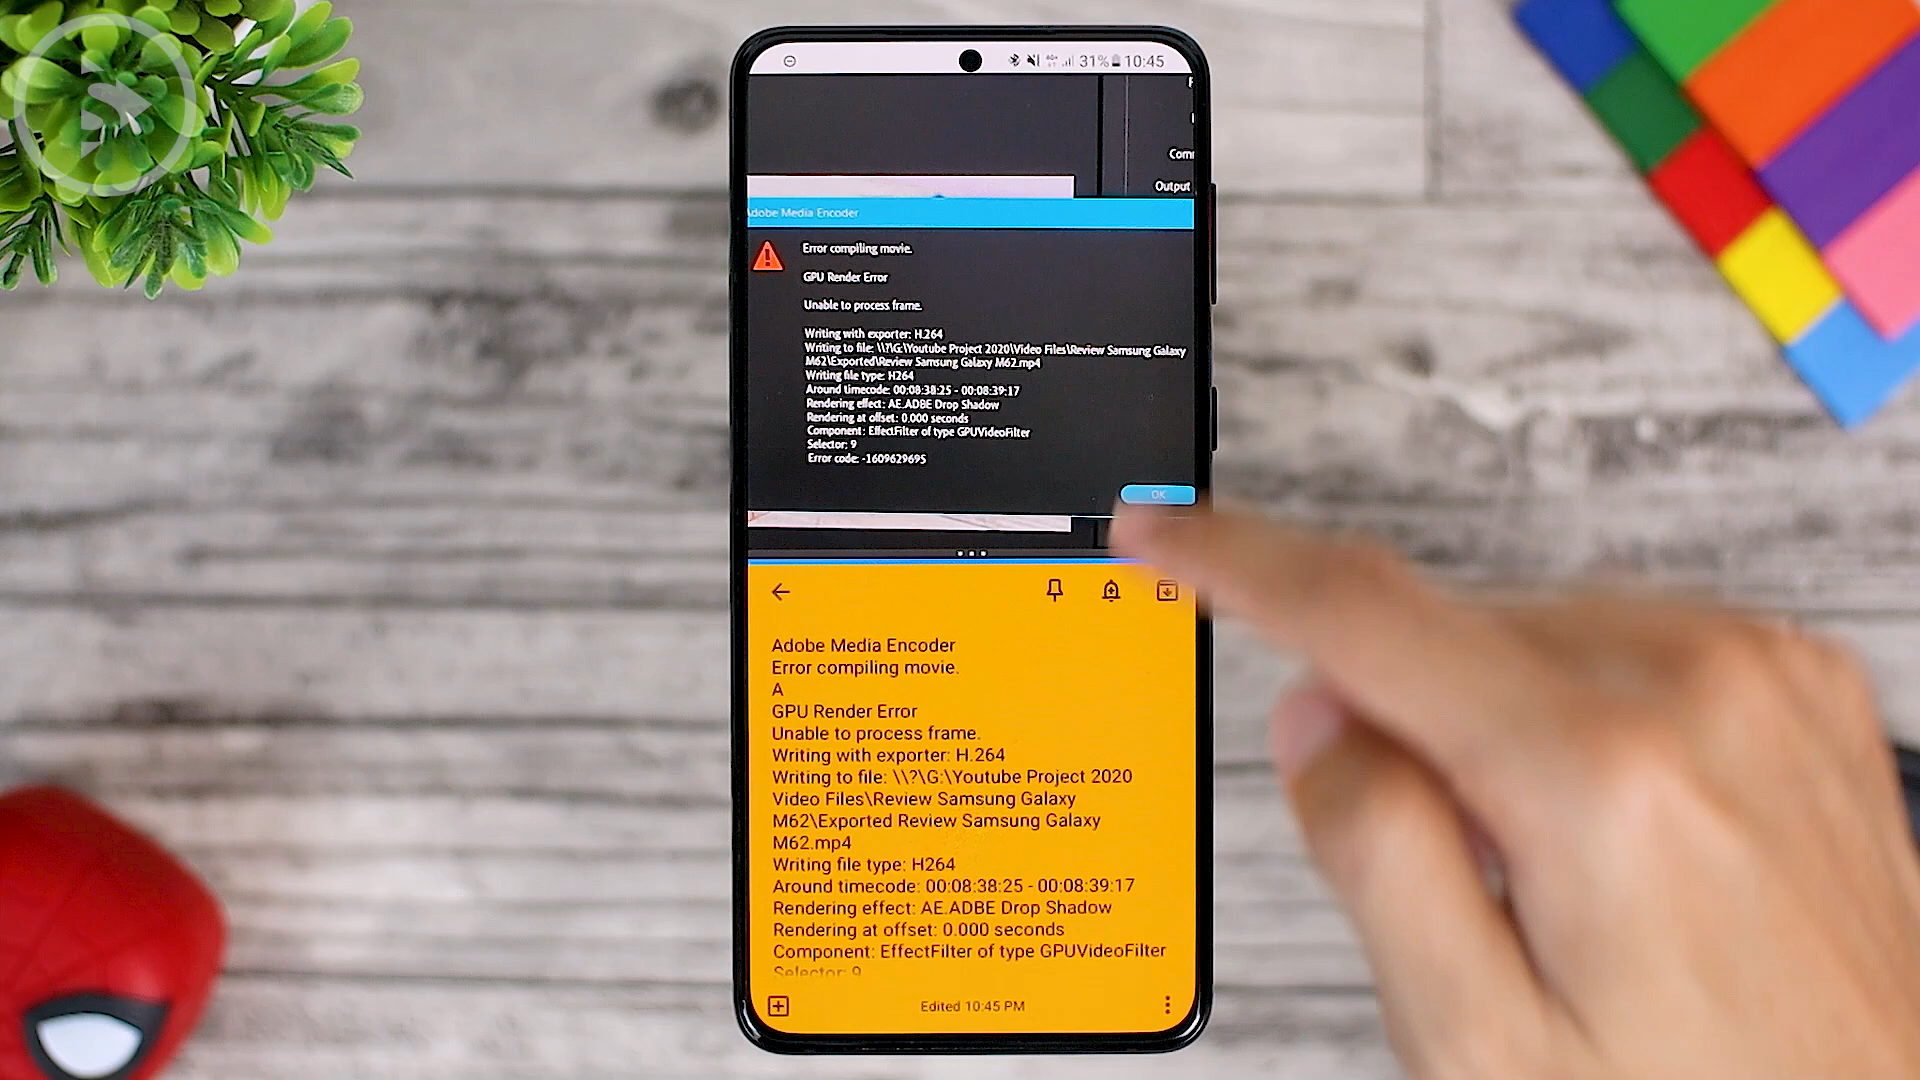 31% 10:45
Com
Output
Adobe Media Encoder
Error compiling movie.
GPU Render Error
Unable to process frame.
Writing with exporter: H.264
Writing to file: \\?\G:\Youtube Project 2020\Video Files\Review Samsung Galaxy
M62\Exported\Review Samsung Galaxy M62.mp4
Writing file type: H264
Around timecode: 00:08:38:25 - 00:08:39:17
Rendering effect: AE.ADBE Drop Shadow
Rendering at offset: 0.000 seconds
Component: EffectFilter of type GPUVideoFilter
Selector: 9
Error code: -1609629695
OK
Adobe Media Encoder
Error compiling movie.
A
GPU Render Error
Unable to process frame.
Writing with exporter: H.264
Writing to file: \\?\G:\Youtube Project 2020
Video Files\Review Samsung Galaxy
M62\Exported Review Samsung Galaxy
M62.mp4
Writing file type: H264
Around timecode: 00:08:38:25 - 00:08:39:17
Rendering effect: AE.ADBE Drop Shadow
Rendering at offset: 0.000 seconds
Component: EffectFilter of type GPUVideoFilter
Selector: 9
Edited 10:45 PM